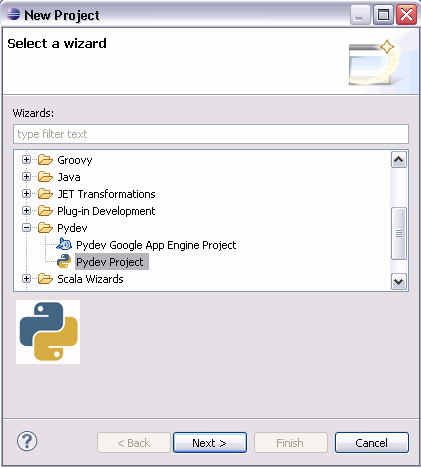 New Project
Select a wizard
Wizards:
type filter text
Groovy
Java
JET Transformations
Plug-in Development
Pydev
Pydev Google App Engine Project
Pydev Project
Scala Wizards
? < Back Next > Finish Cancel